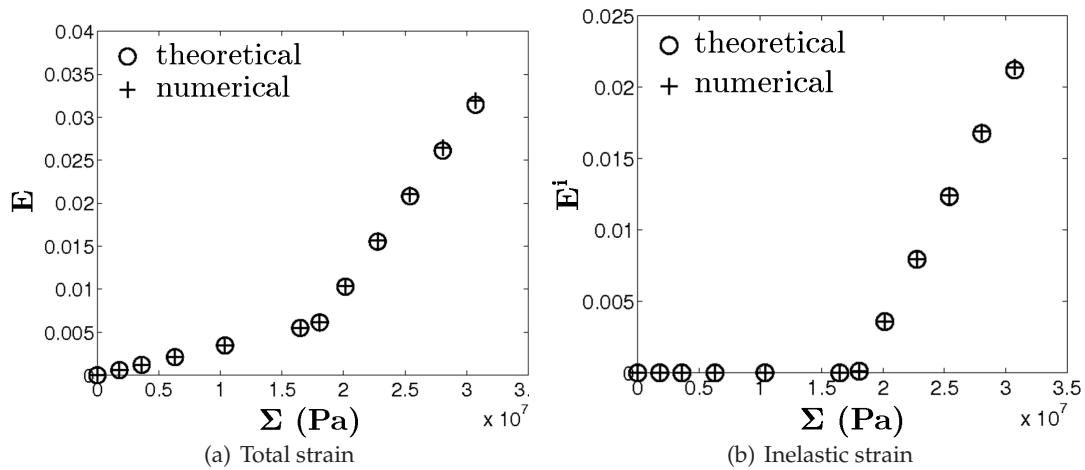 0.04
0.035
0.03
0.025
0.02
0.015
0.01
0.005
0
0 0.5 1 1.5 2 2.5 3 3.5
x 10^7
E
Σ (Pa)
theoretical
numerical
(a) Total strain
0.025
0.02
0.015
0.01
0.005
0
0 0.5 1 1.5 2 2.5 3 3.5
x 10^7
E^i
Σ (Pa)
theoretical
numerical
(b) Inelastic strain